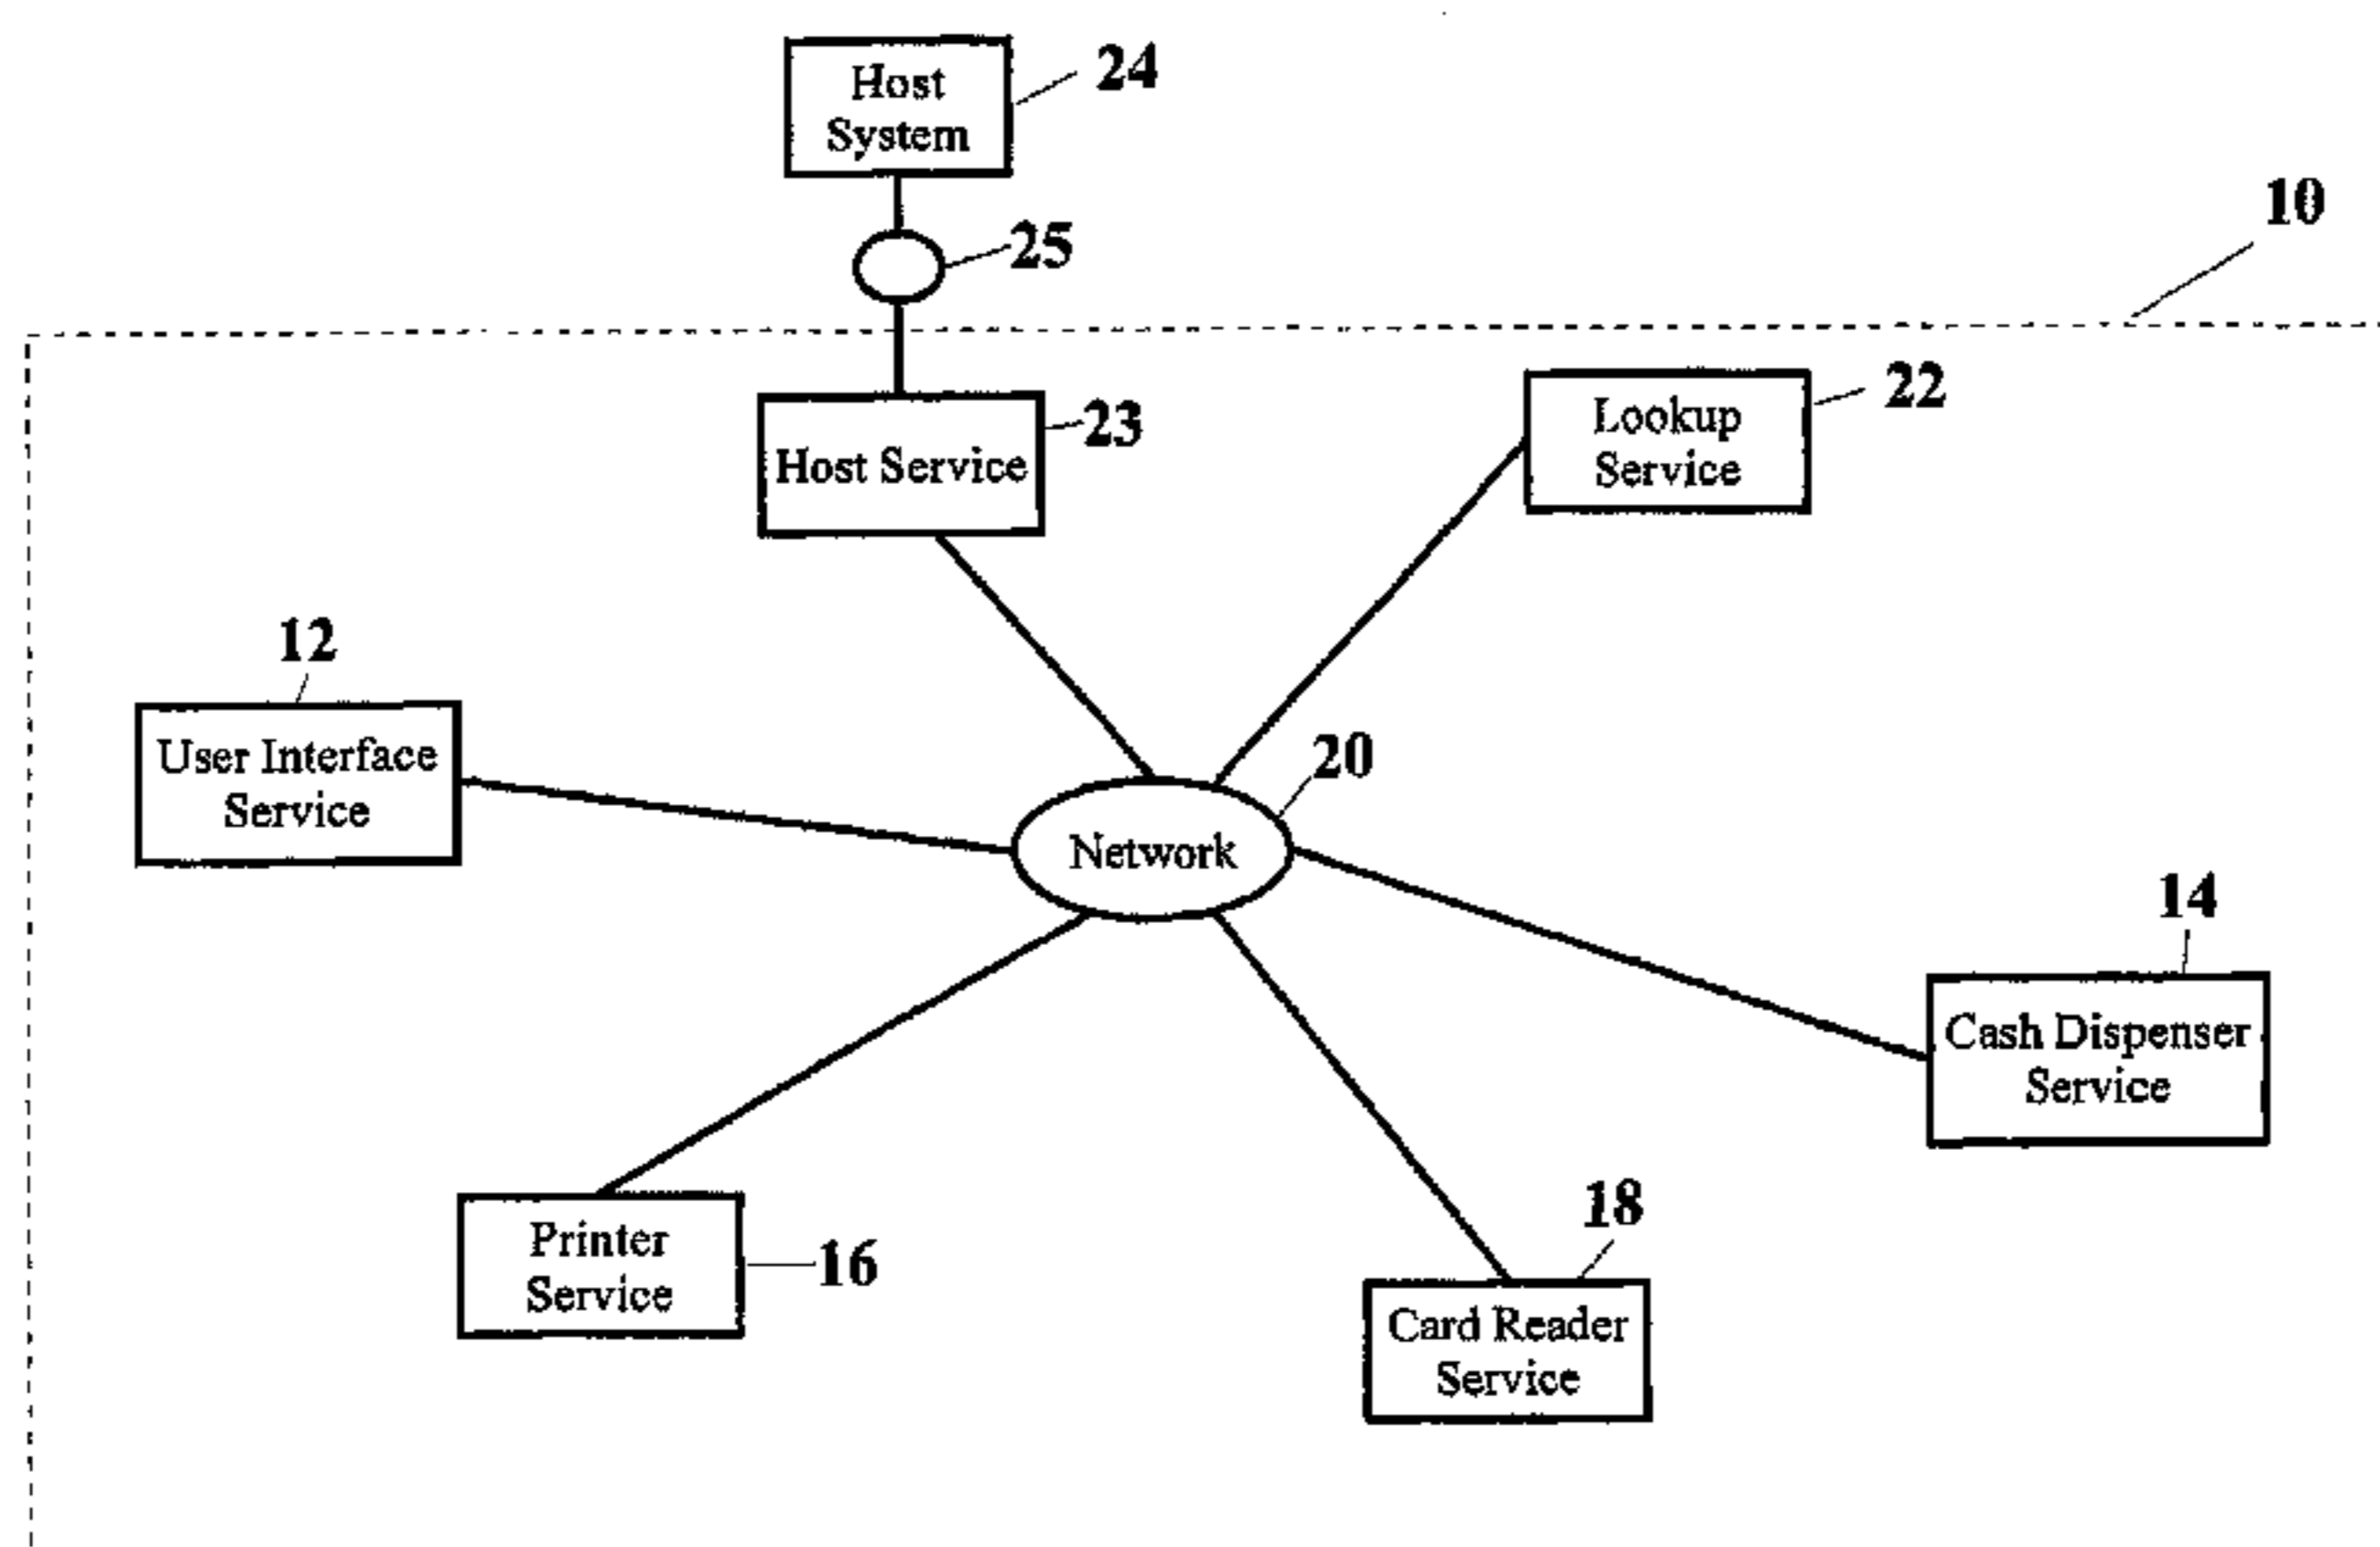 Host
System
24
25
10
Host Service
23
Lookup
Service
22
12
User Interface
Service
20
Network
14
Cash Dispenser
Service
Printer
Service
16
18
Card Reader
Service